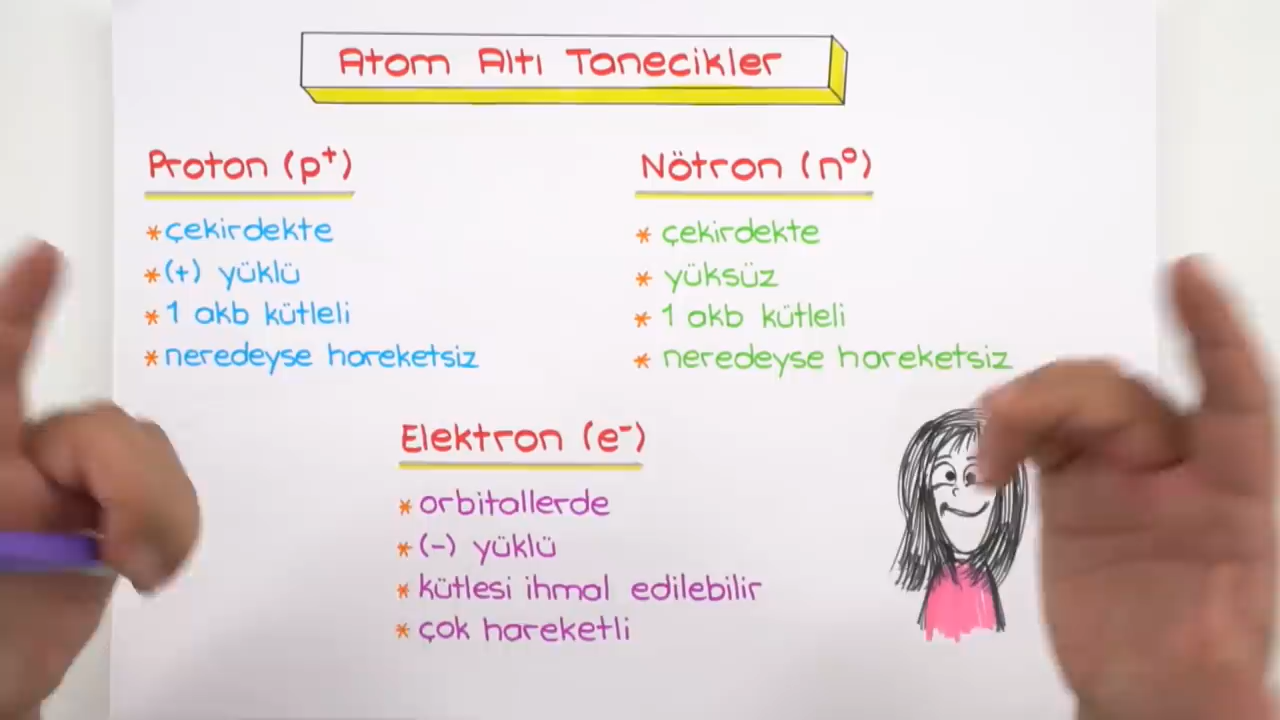 Atom Altı Tanecikler
Proton (p⁺)
*çekirdekte
*(+) yüklü
*1 akb kütleli
*neredeyse hareketsiz
Nötron (n⁰)
* çekirdekte
* yüksüz
* 1 akb kütleli
* neredeyse hareketsiz
Elektron (e⁻)
* orbitallerde
* (-) yüklü
* kütlesi ihmal edilebilir
* çok hareketli